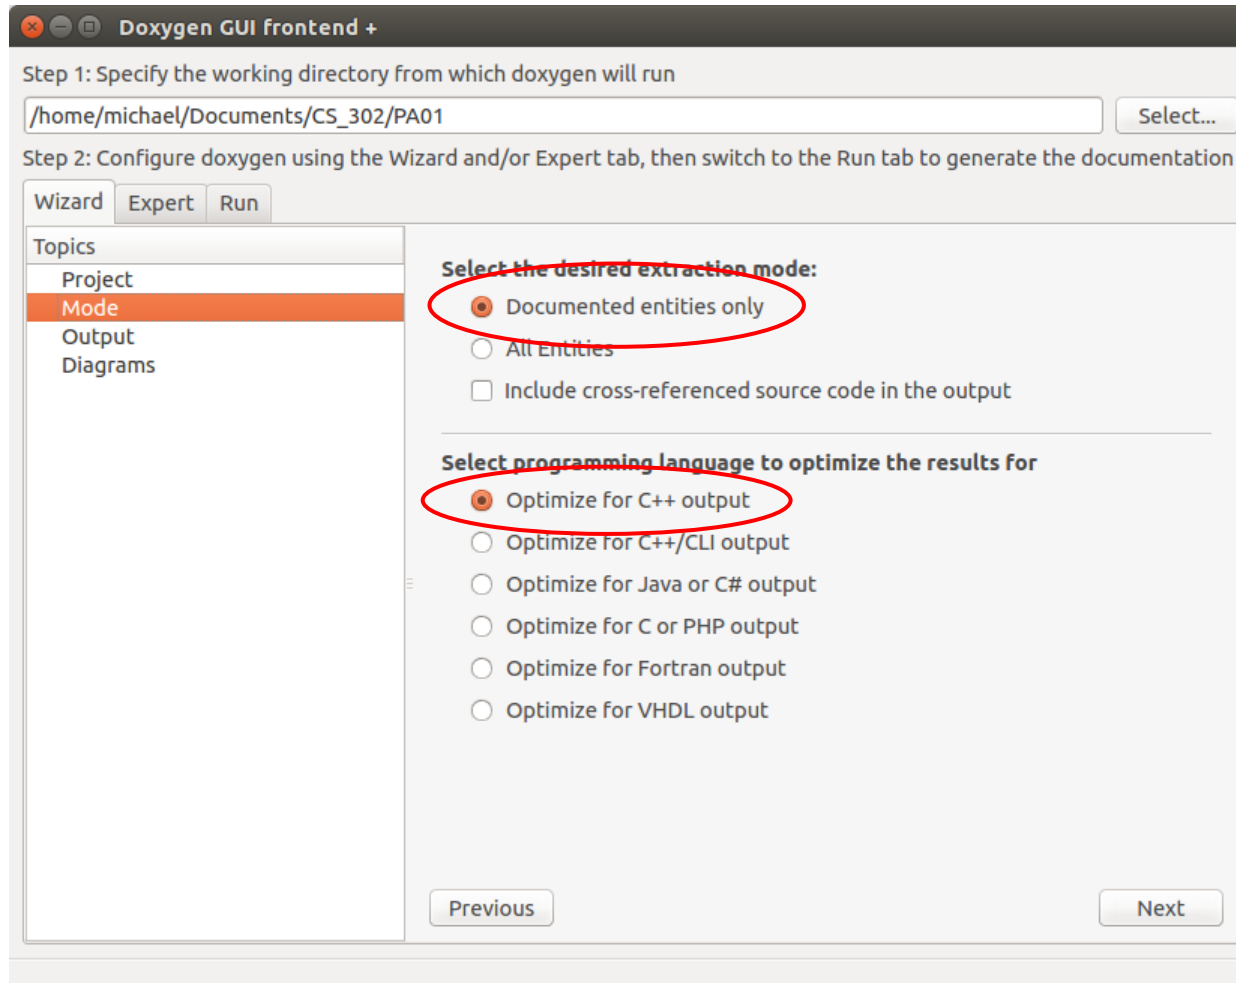 Doxygen GUI frontend +
Step 1: Specify the working directory from which doxygen will run
/home/michael/Documents/CS_302/PA01
Select...
Step 2: Configure doxygen using the Wizard and/or Expert tab, then switch to the Run tab to generate the documentation
Wizard Expert Run
Topics
Project
Mode
Output
Diagrams
Select the desired extraction mode:
Documented entities only
All Entities
Include cross-referenced source code in the output
Select programming language to optimize the results for
Optimize for C++ output
Optimize for C++/CLI output
Optimize for Java or C# output
Optimize for C or PHP output
Optimize for Fortran output
Optimize for VHDL output
Previous
Next